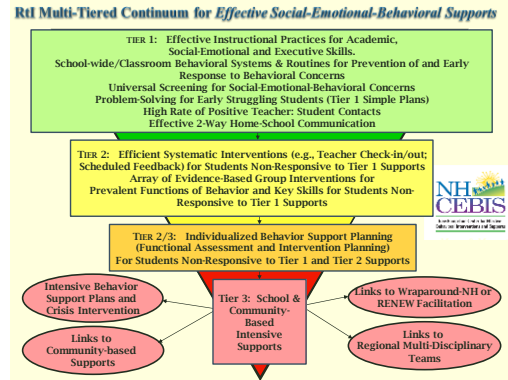 RtI Multi-Tiered Continuum for Effective Social-Emotional-Behavioral Supports
TIER 1: Effective Instructional Practices for Academic,
Social-Emotional and Executive Skills.
School-wide/Classroom Behavioral Systems & Routines for Prevention of and Early
Response to Behavioral Concerns
Universal Screening for Social-Emotional-Behavioral Concerns
Problem-Solving for Early Struggling Students (Tier 1 Simple Plans)
High Rate of Positive Teacher: Student Contacts
Effective 2-Way Home-School Communication
TIER 2: Efficient Systematic Interventions (e.g., Teacher Check-in/out;
Scheduled Feedback) for Students Non-Responsive to Tier 1 Supports
Array of Evidence-Based Group Interventions for
Prevalent Functions of Behavior and Key Skills for Students Non-
Responsive to Tier 1 Supports
NH
CEBIS
Behavioral Interventions and Supports
TIER 2/3: Individualized Behavior Support Planning
(Functional Assessment and Intervention Planning)
For Students Non-Responsive to Tier 1 and Tier 2 Supports
Intensive Behavior
Support Plans and
Crisis Intervention
Links to
Community-based
Supports
Tier 3: School &
Community-
Based
Intensive
Supports
Links to Wraparound-NH or
RENEW Facilitation
Links to
Regional Multi-Disciplinary
Teams